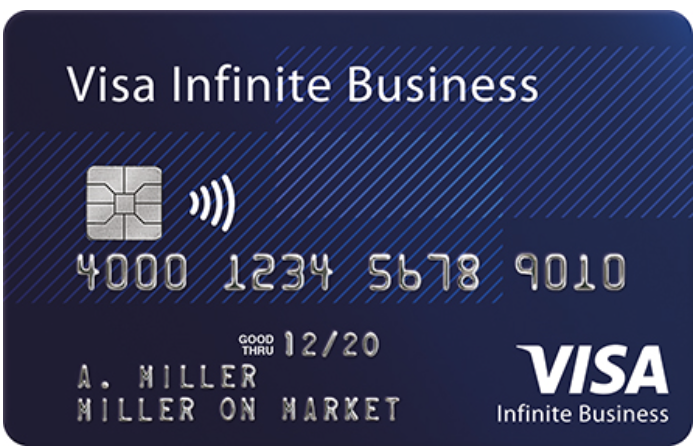 Visa Infinite Business
4000 1234 5678 9010
GOOD THRU 12/20
A. MILLER
MILLER ON MARKET
VISA
Infinite Business